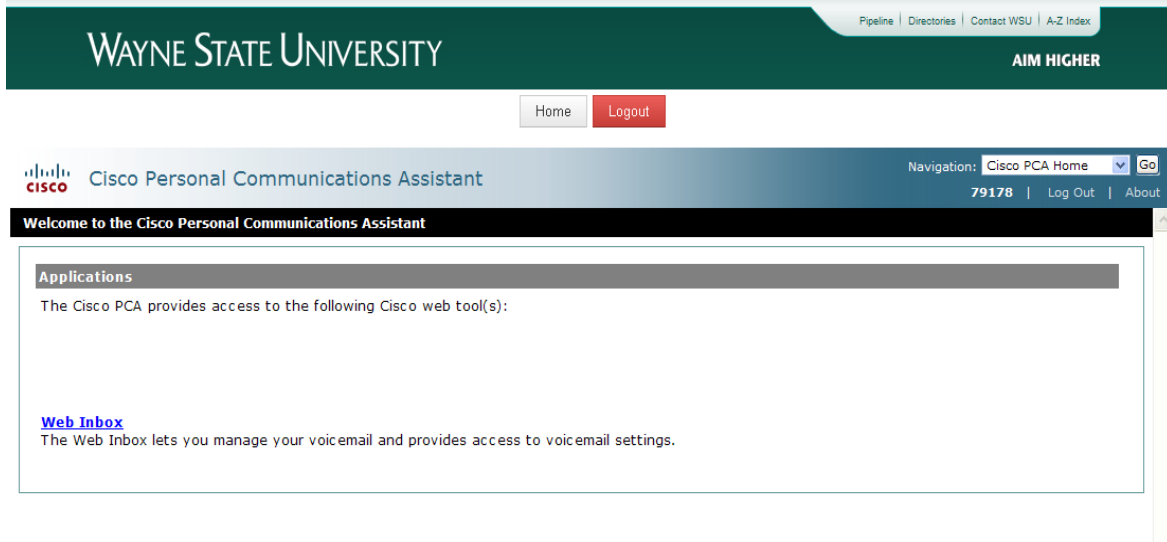 Pipeline | Directories | Contact WSU | A-Z Index
WAYNE STATE UNIVERSITY
AIM HIGHER
Home Logout
CISCO Cisco Personal Communications Assistant
Navigation: Cisco PCA Home Go
79178 | Log Out | About
Welcome to the Cisco Personal Communications Assistant
Applications
The Cisco PCA provides access to the following Cisco web tool(s):
Web Inbox
The Web Inbox lets you manage your voicemail and provides access to voicemail settings.